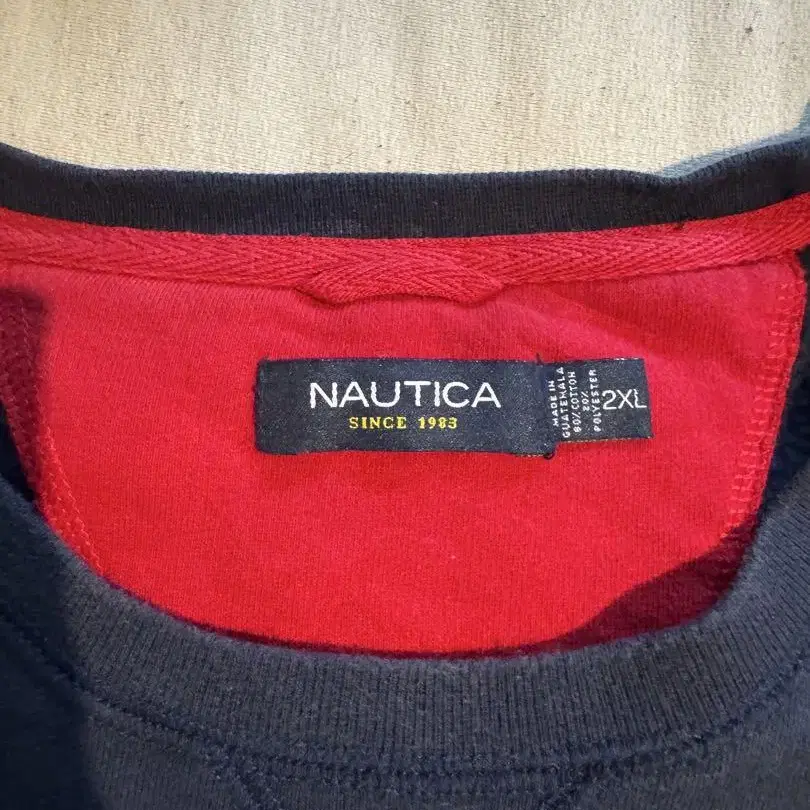 NAUTICA
SINCE 1983
MADE IN
GUATEMALA
80%COTTON
20%
POLYESTER
2XL